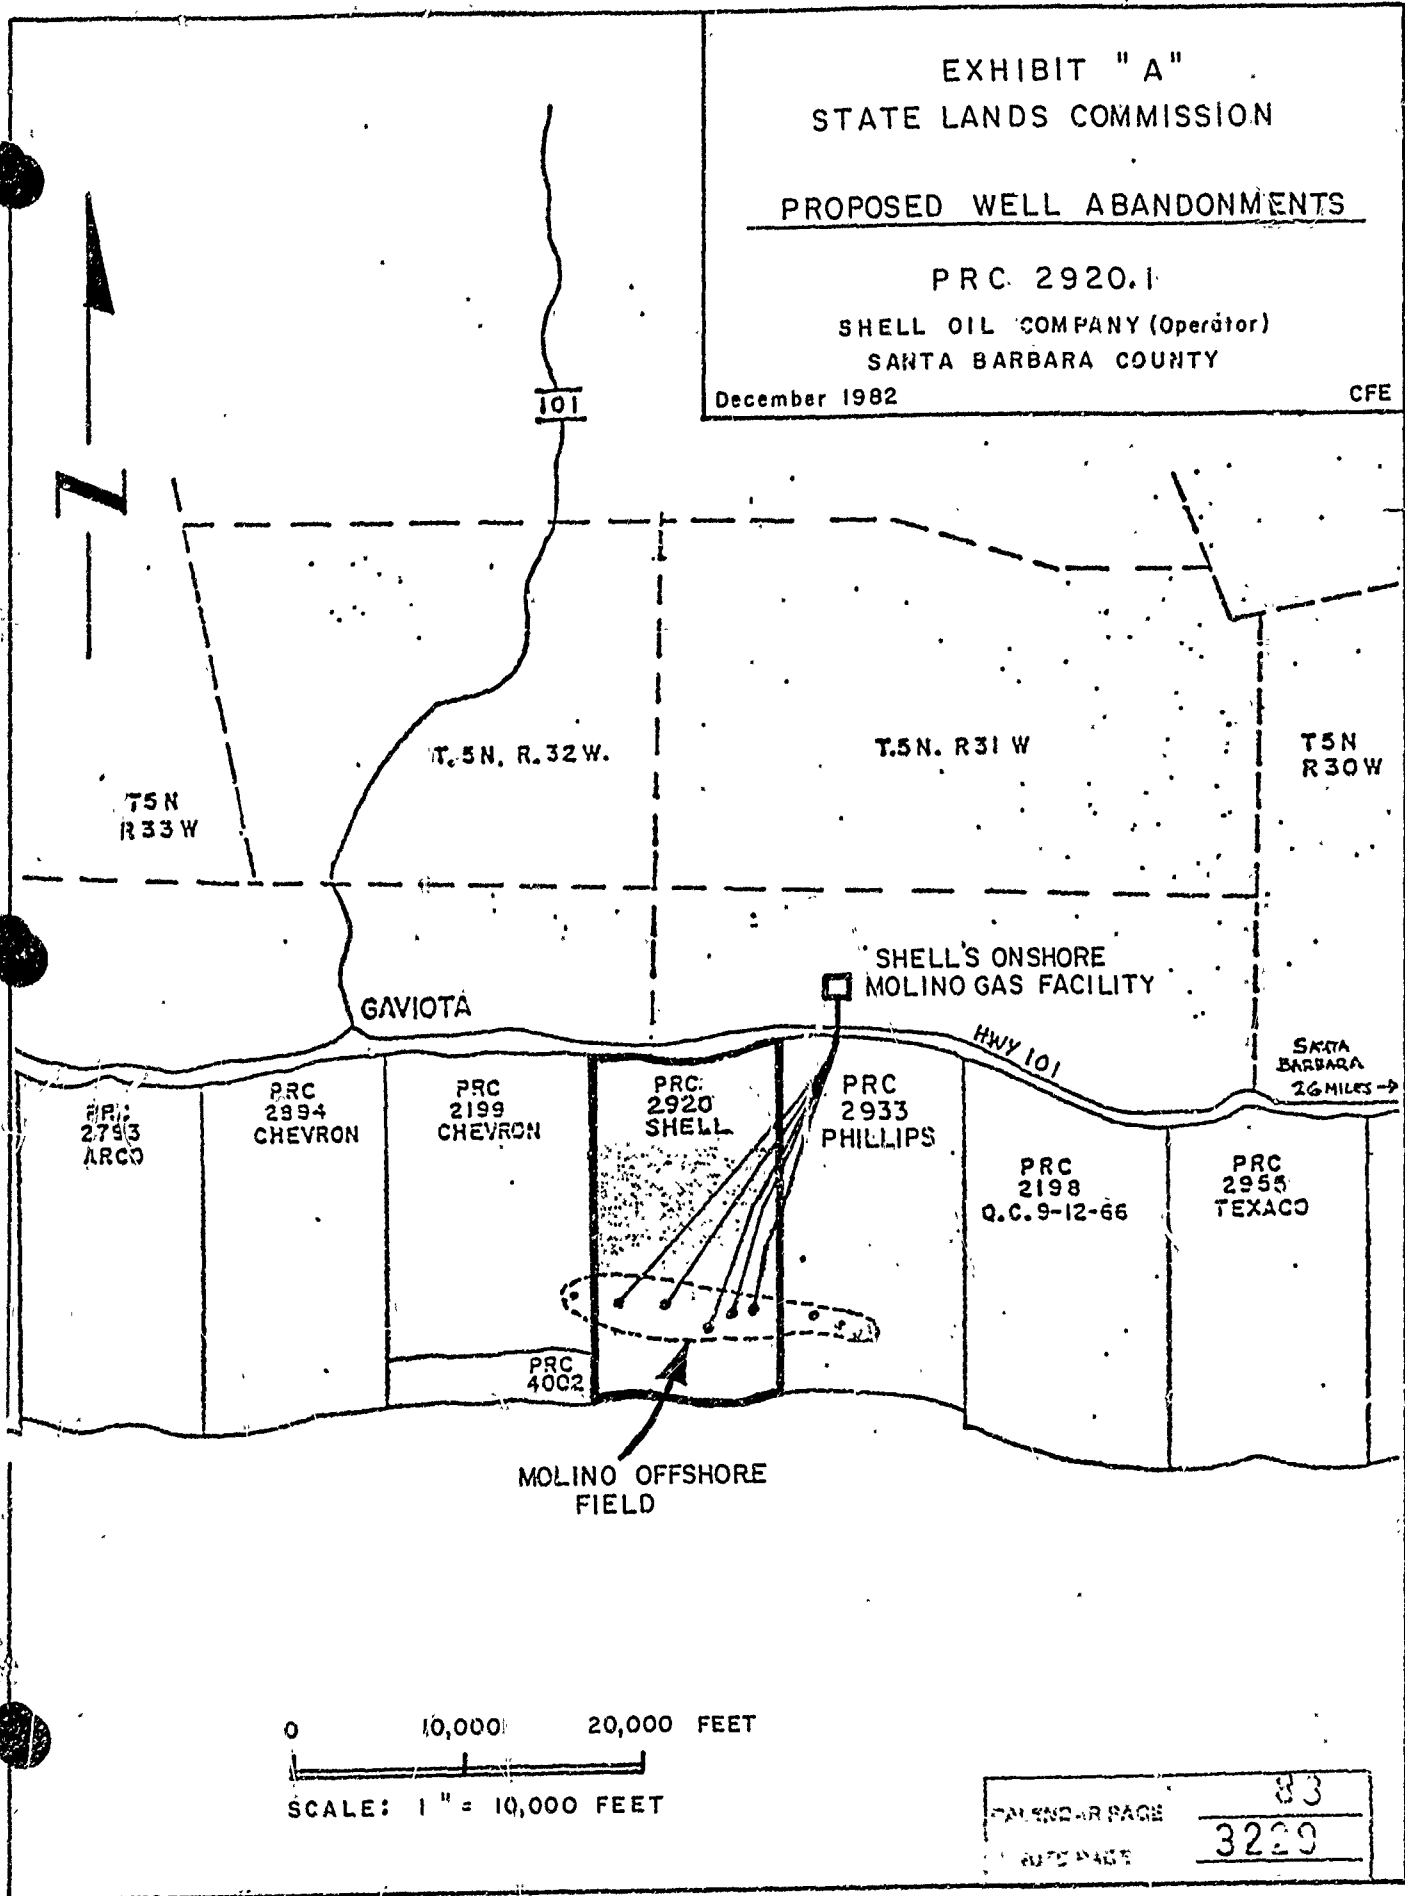 EXHIBIT "A"
STATE LANDS COMMISSION
PROPOSED WELL ABANDONMENTS
PRC 2920.1
SHELL OIL COMPANY (Operator)
SANTA BARBARA COUNTY
December 1982
CFE
101
N
T.5N, R.32W.
T.5N. R31W
T5N
R30W
T5N
R33W
SHELL'S ONSHORE
MOLINO GAS FACILITY
GAVIOTA
HWY 101
SANTA
BARBARA
26 MILES
PRC
2793
ARCO
PRC
2894
CHEVRON
PRC
2199
CHEVRON
PRC
2920
SHELL
PRC
2933
PHILLIPS
PRC
2198
Q.C. 9-12-66
PRC
2955
TEXACO
PRC
4002
MOLINO OFFSHORE
FIELD
0 10,000 20,000 FEET
SCALE: 1" = 10,000 FEET
CALENDAR PAGE 83
PAGE